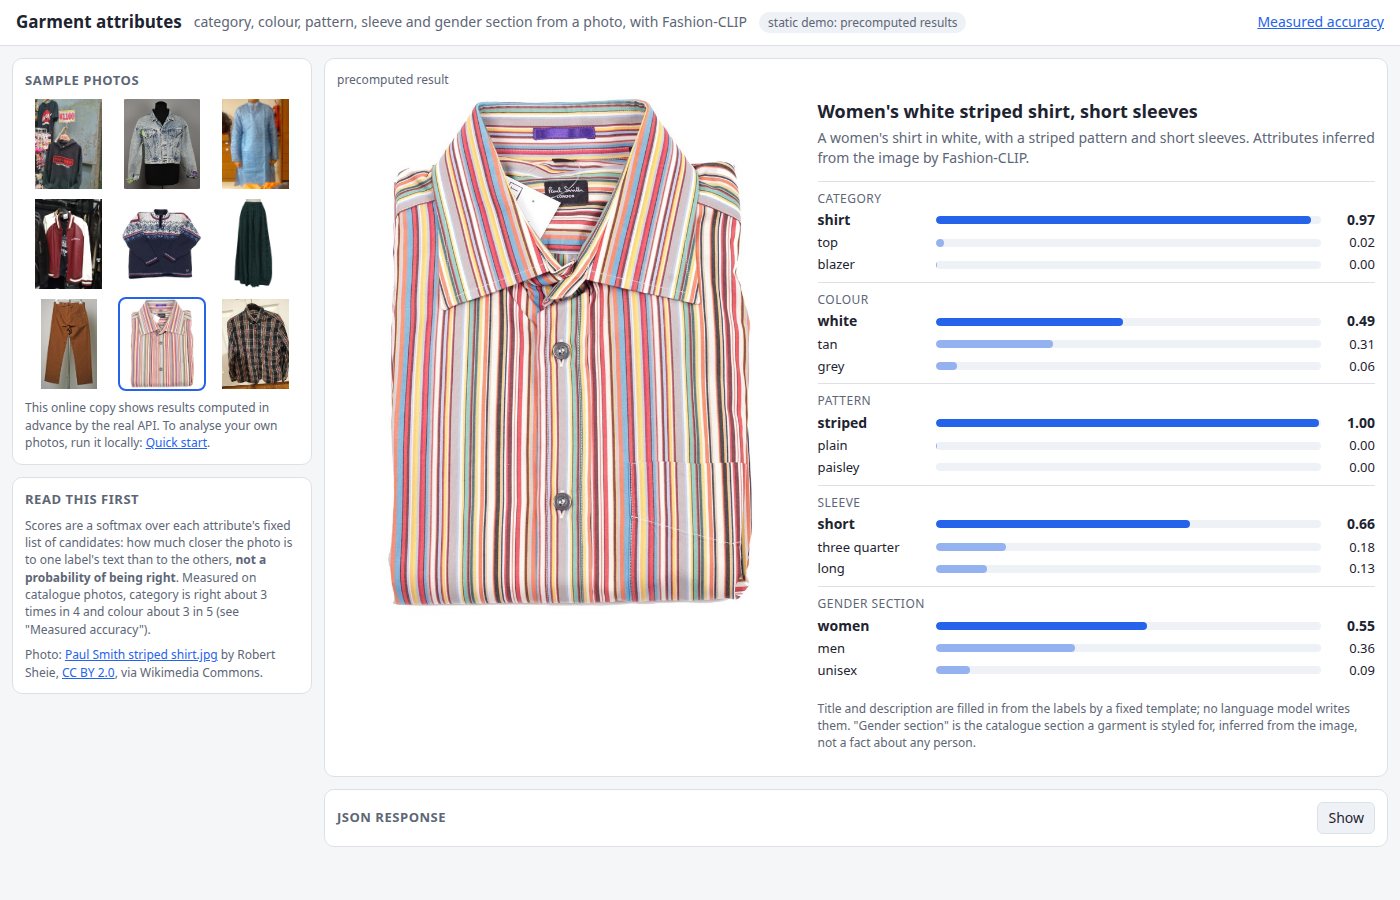 Garment attributes category, colour, pattern, sleeve and gender section from a photo, with Fashion-CLIP static demo: precomputed results Measured accuracy
SAMPLE PHOTOS
This online copy shows results computed in
advance by the real API. To analyse your own
photos, run it locally: Quick start.
READ THIS FIRST
Scores are a softmax over each attribute's fixed
list of candidates: how much closer the photo is
to one label's text than to the others, not a
probability of being right. Measured on
catalogue photos, category is right about 3
times in 4 and colour about 3 in 5 (see
"Measured accuracy").
Photo: Paul Smith striped shirt.jpg by Robert
Sheie, CC BY 2.0, via Wikimedia Commons.
precomputed result
Paul Smith
Women's white striped shirt, short sleeves
A women's shirt in white, with a striped pattern and short sleeves. Attributes inferred
from the image by Fashion-CLIP.
CATEGORY
shirt 0.97
top 0.02
blazer 0.00
COLOUR
white 0.49
tan 0.31
grey 0.06
PATTERN
striped 1.00
plain 0.00
paisley 0.00
SLEEVE
short 0.66
three quarter 0.18
long 0.13
GENDER SECTION
women 0.55
men 0.36
unisex 0.09
Title and description are filled in from the labels by a fixed template; no language model writes
them. "Gender section" is the catalogue section a garment is styled for, inferred from the image,
not a fact about any person.
JSON RESPONSE Show